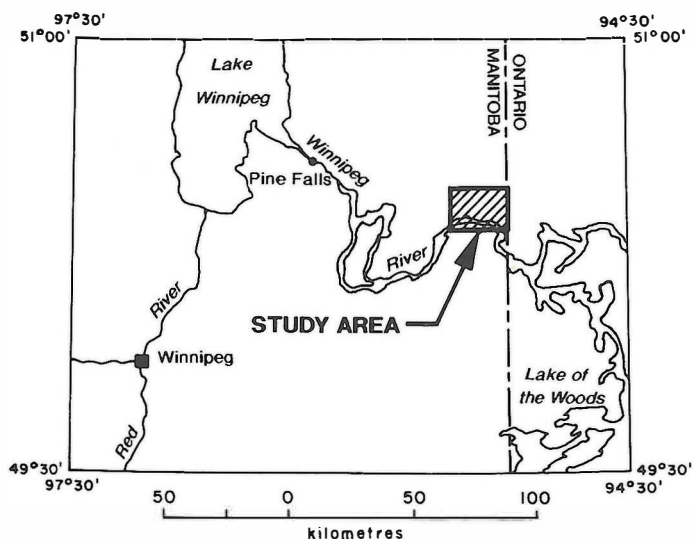 97°30'
94°30'
51°00'
51°00'
Lake
Winnipeg
ONTARIO
MANITOBA
Winnipeg
Pine Falls
River
River
STUDY AREA
Winnipeg
Lake of
the Woods
Red
49°30'
49°30'
97°30'
94°30'
50 0 50 100
kilometres